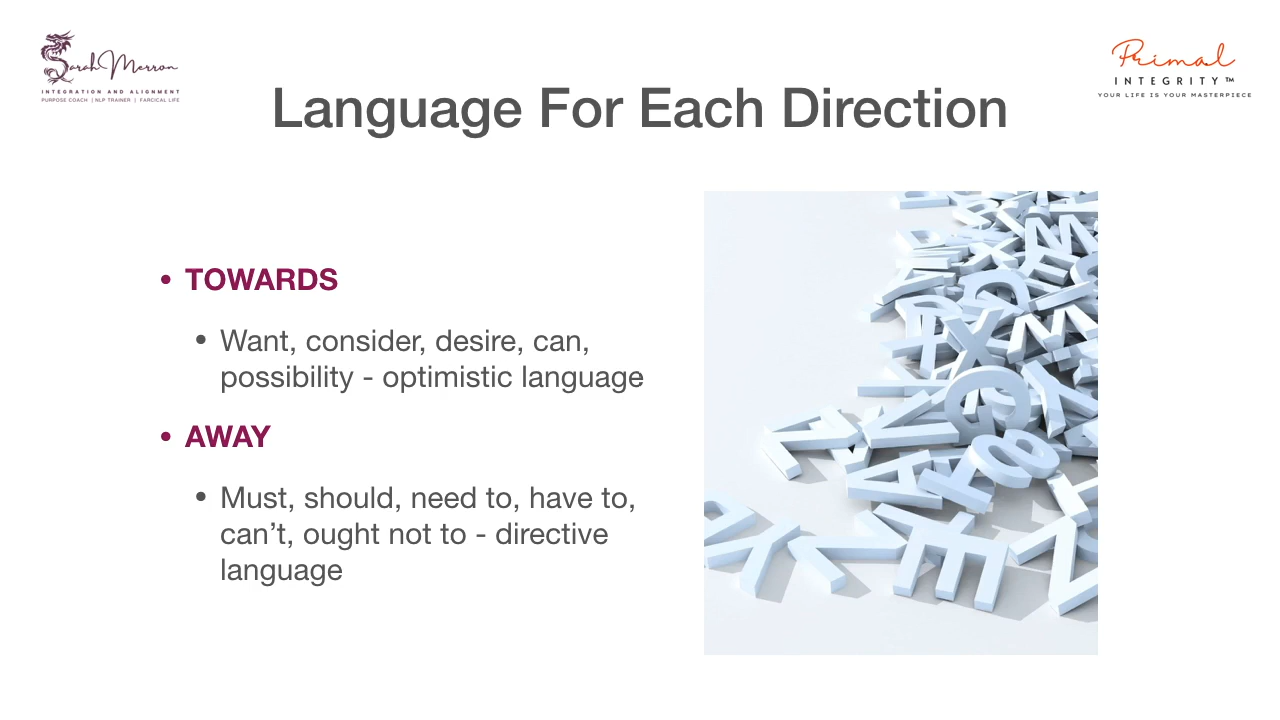 Sarah Merron
INTEGRATION AND ALIGNMENT
PURPOSE COACH | NLP TRAINER | FARCICAL LIFE
Primal
INTEGRITY™
YOUR LIFE IS YOUR MASTERPIECE
Language For Each Direction
• TOWARDS
• Want, consider, desire, can,
possibility - optimistic language
• AWAY
• Must, should, need to, have to,
can’t, ought not to - directive
language